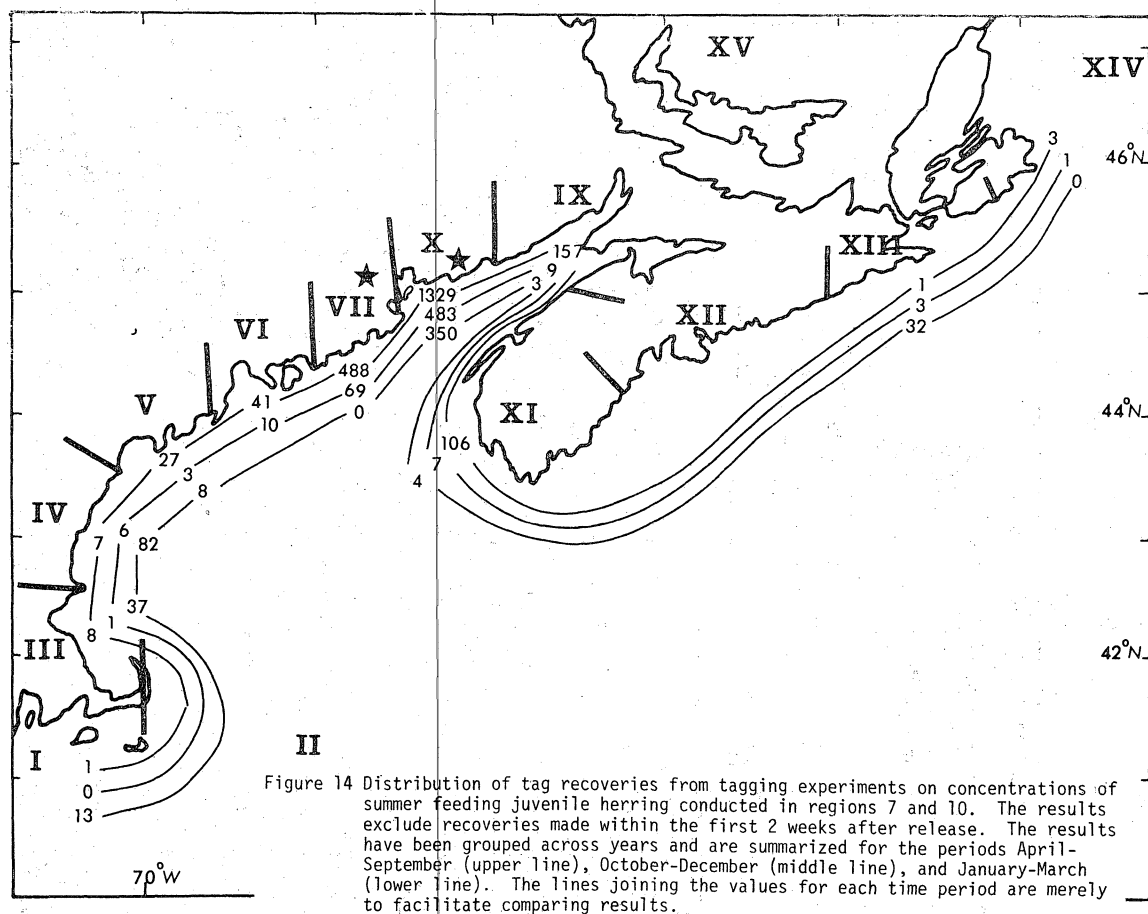 XV
XIV
3
1
46°N
0
IX
X
157
XIII
9
3
1329
1
VII
483
3
XII
VI
350
32
488
41
69
V
10
0
44°N
XI
106
27
7
3
4
8
IV
6
7
82
37
1
8
III
42°N
II
I
1
0
13
Figure 14 Distribution of tag recoveries from tagging experiments on concentrations of
summer feeding juvenile herring conducted in regions 7 and 10. The results
exclude recoveries made within the first 2 weeks after release. The results
have been grouped across years and are summarized for the periods April-
September (upper line), October-December (middle line), and January-March
(lower line). The lines joining the values for each time period are merely
to facilitate comparing results.
70°W